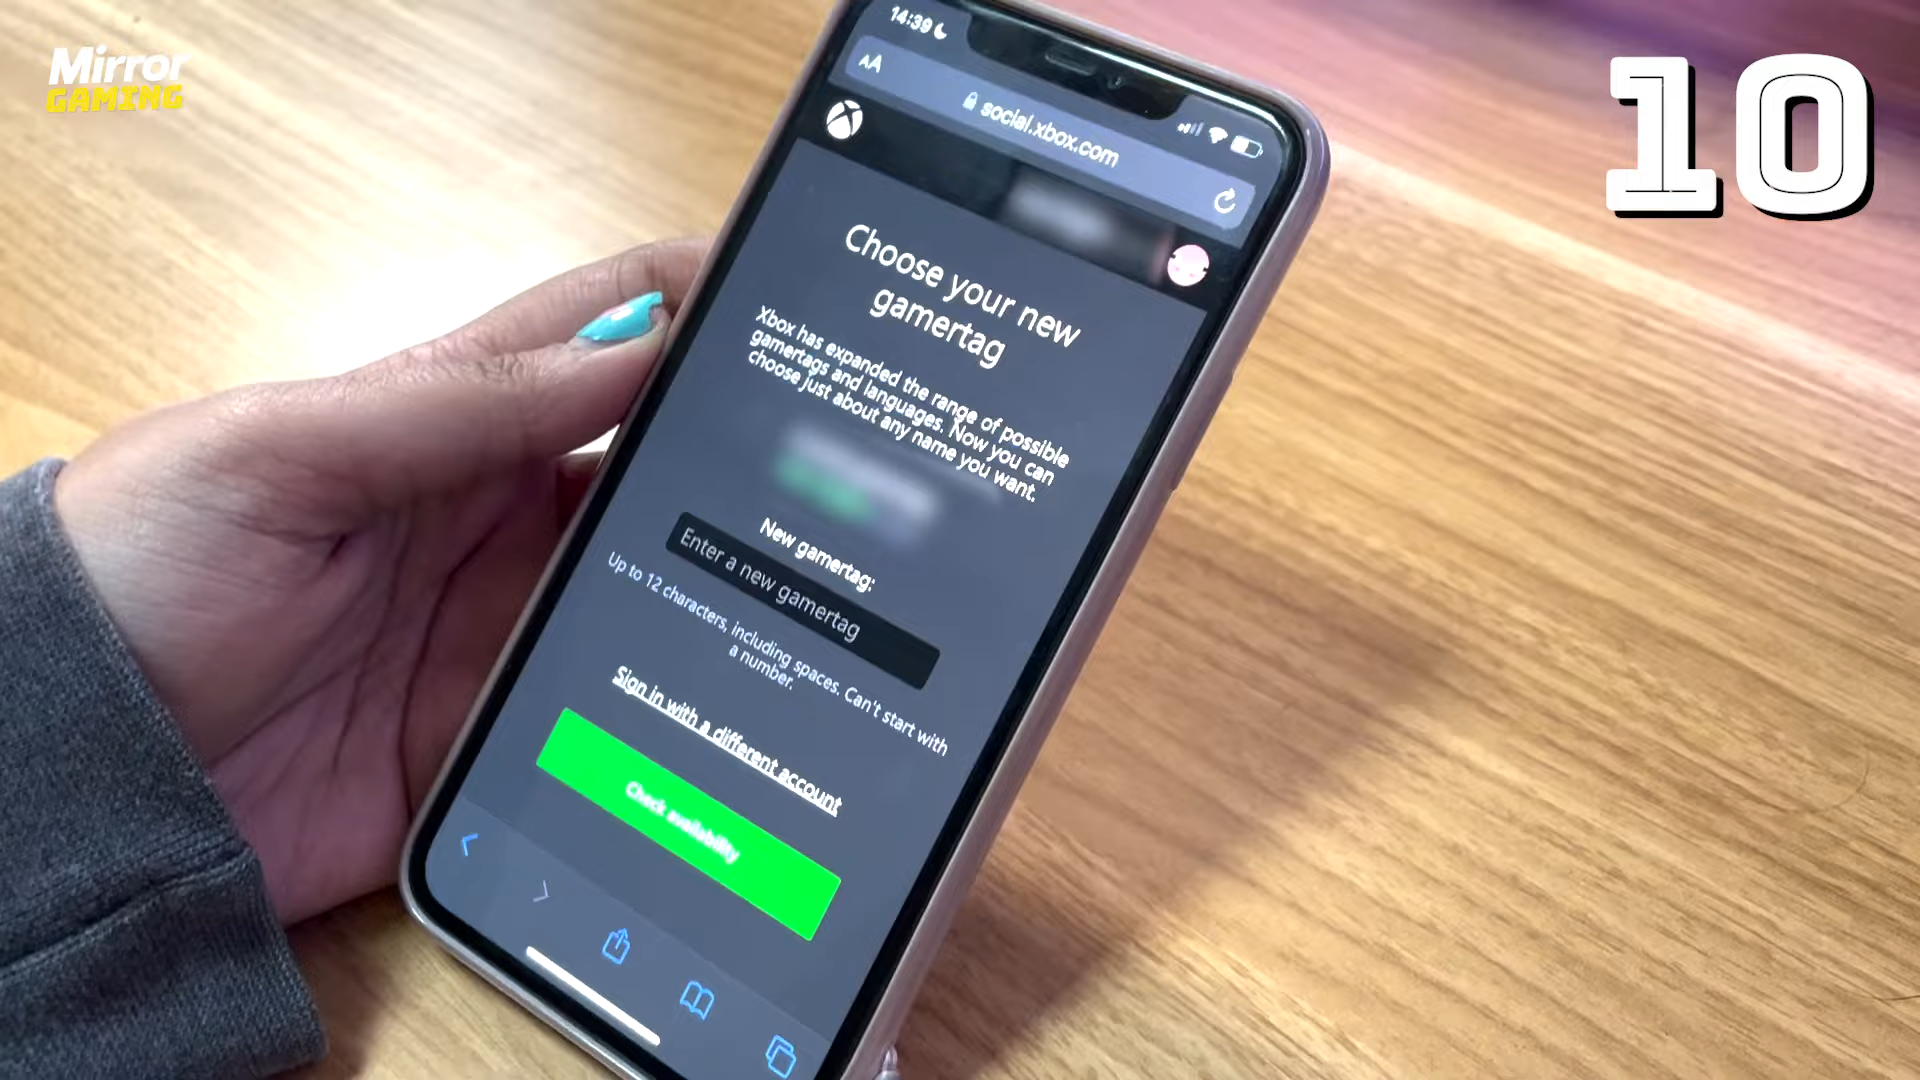 Mirror
GAMING
10
14:39
AA
social.xbox.com
Choose your new
gamertag
Xbox has expanded the range of possible
gamertags and languages. Now you can
choose just about any name you want.
New gamertag:
Enter a new gamertag
Up to 12 characters, including spaces. Can't start with
a number.
Sign in with a different account
Check availability